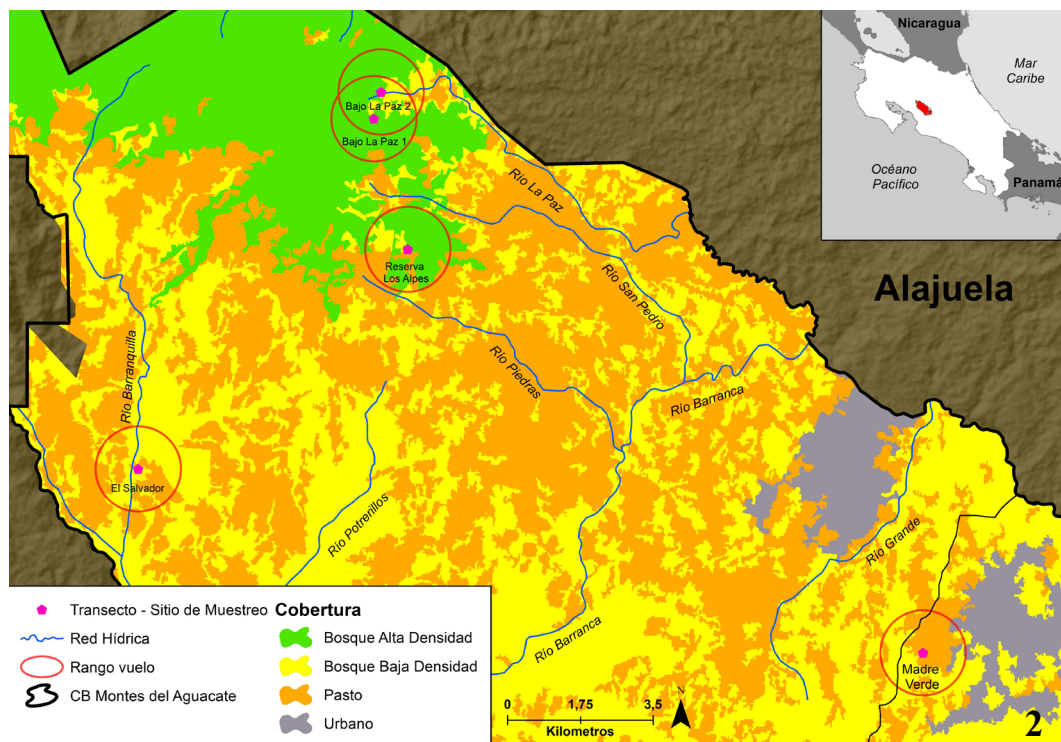 Nicaragua
Mar
Caribe
Océano
Pacífico
Panamá
Bajo La Paz 2
Bajo La Paz 1
Río La Paz
Reserva
Los Alpes
Río San Pedro
Alajuela
Río Barranquilla
Río Piedras
Río Barranca
El Salvador
Río Potrerillos
Río Grande
Río Barranca
Madre
Verde
Transecto - Sitio de Muestreo
Red Hídrica
Rango vuelo
CB Montes del Aguacate
Cobertura
Bosque Alta Densidad
Bosque Baja Densidad
Pasto
Urbano
N
0 1,75 3,5
Kilometros
2